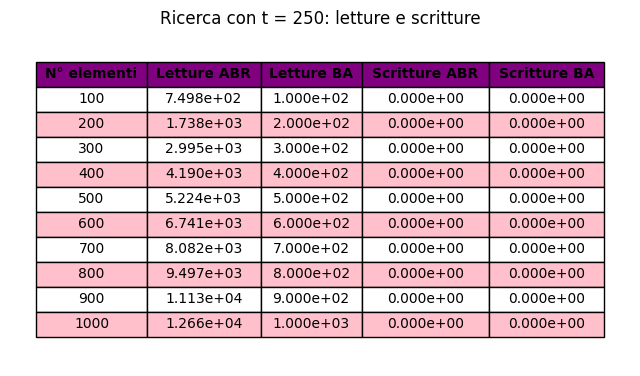 Ricerca con t = 250: letture e scritture
N° elementi Letture ABR Letture BA Scritture ABR Scritture BA
100 7.498e+02 1.000e+02 0.000e+00 0.000e+00
200 1.738e+03 2.000e+02 0.000e+00 0.000e+00
300 2.995e+03 3.000e+02 0.000e+00 0.000e+00
400 4.190e+03 4.000e+02 0.000e+00 0.000e+00
500 5.224e+03 5.000e+02 0.000e+00 0.000e+00
600 6.741e+03 6.000e+02 0.000e+00 0.000e+00
700 8.082e+03 7.000e+02 0.000e+00 0.000e+00
800 9.497e+03 8.000e+02 0.000e+00 0.000e+00
900 1.113e+04 9.000e+02 0.000e+00 0.000e+00
1000 1.266e+04 1.000e+03 0.000e+00 0.000e+00